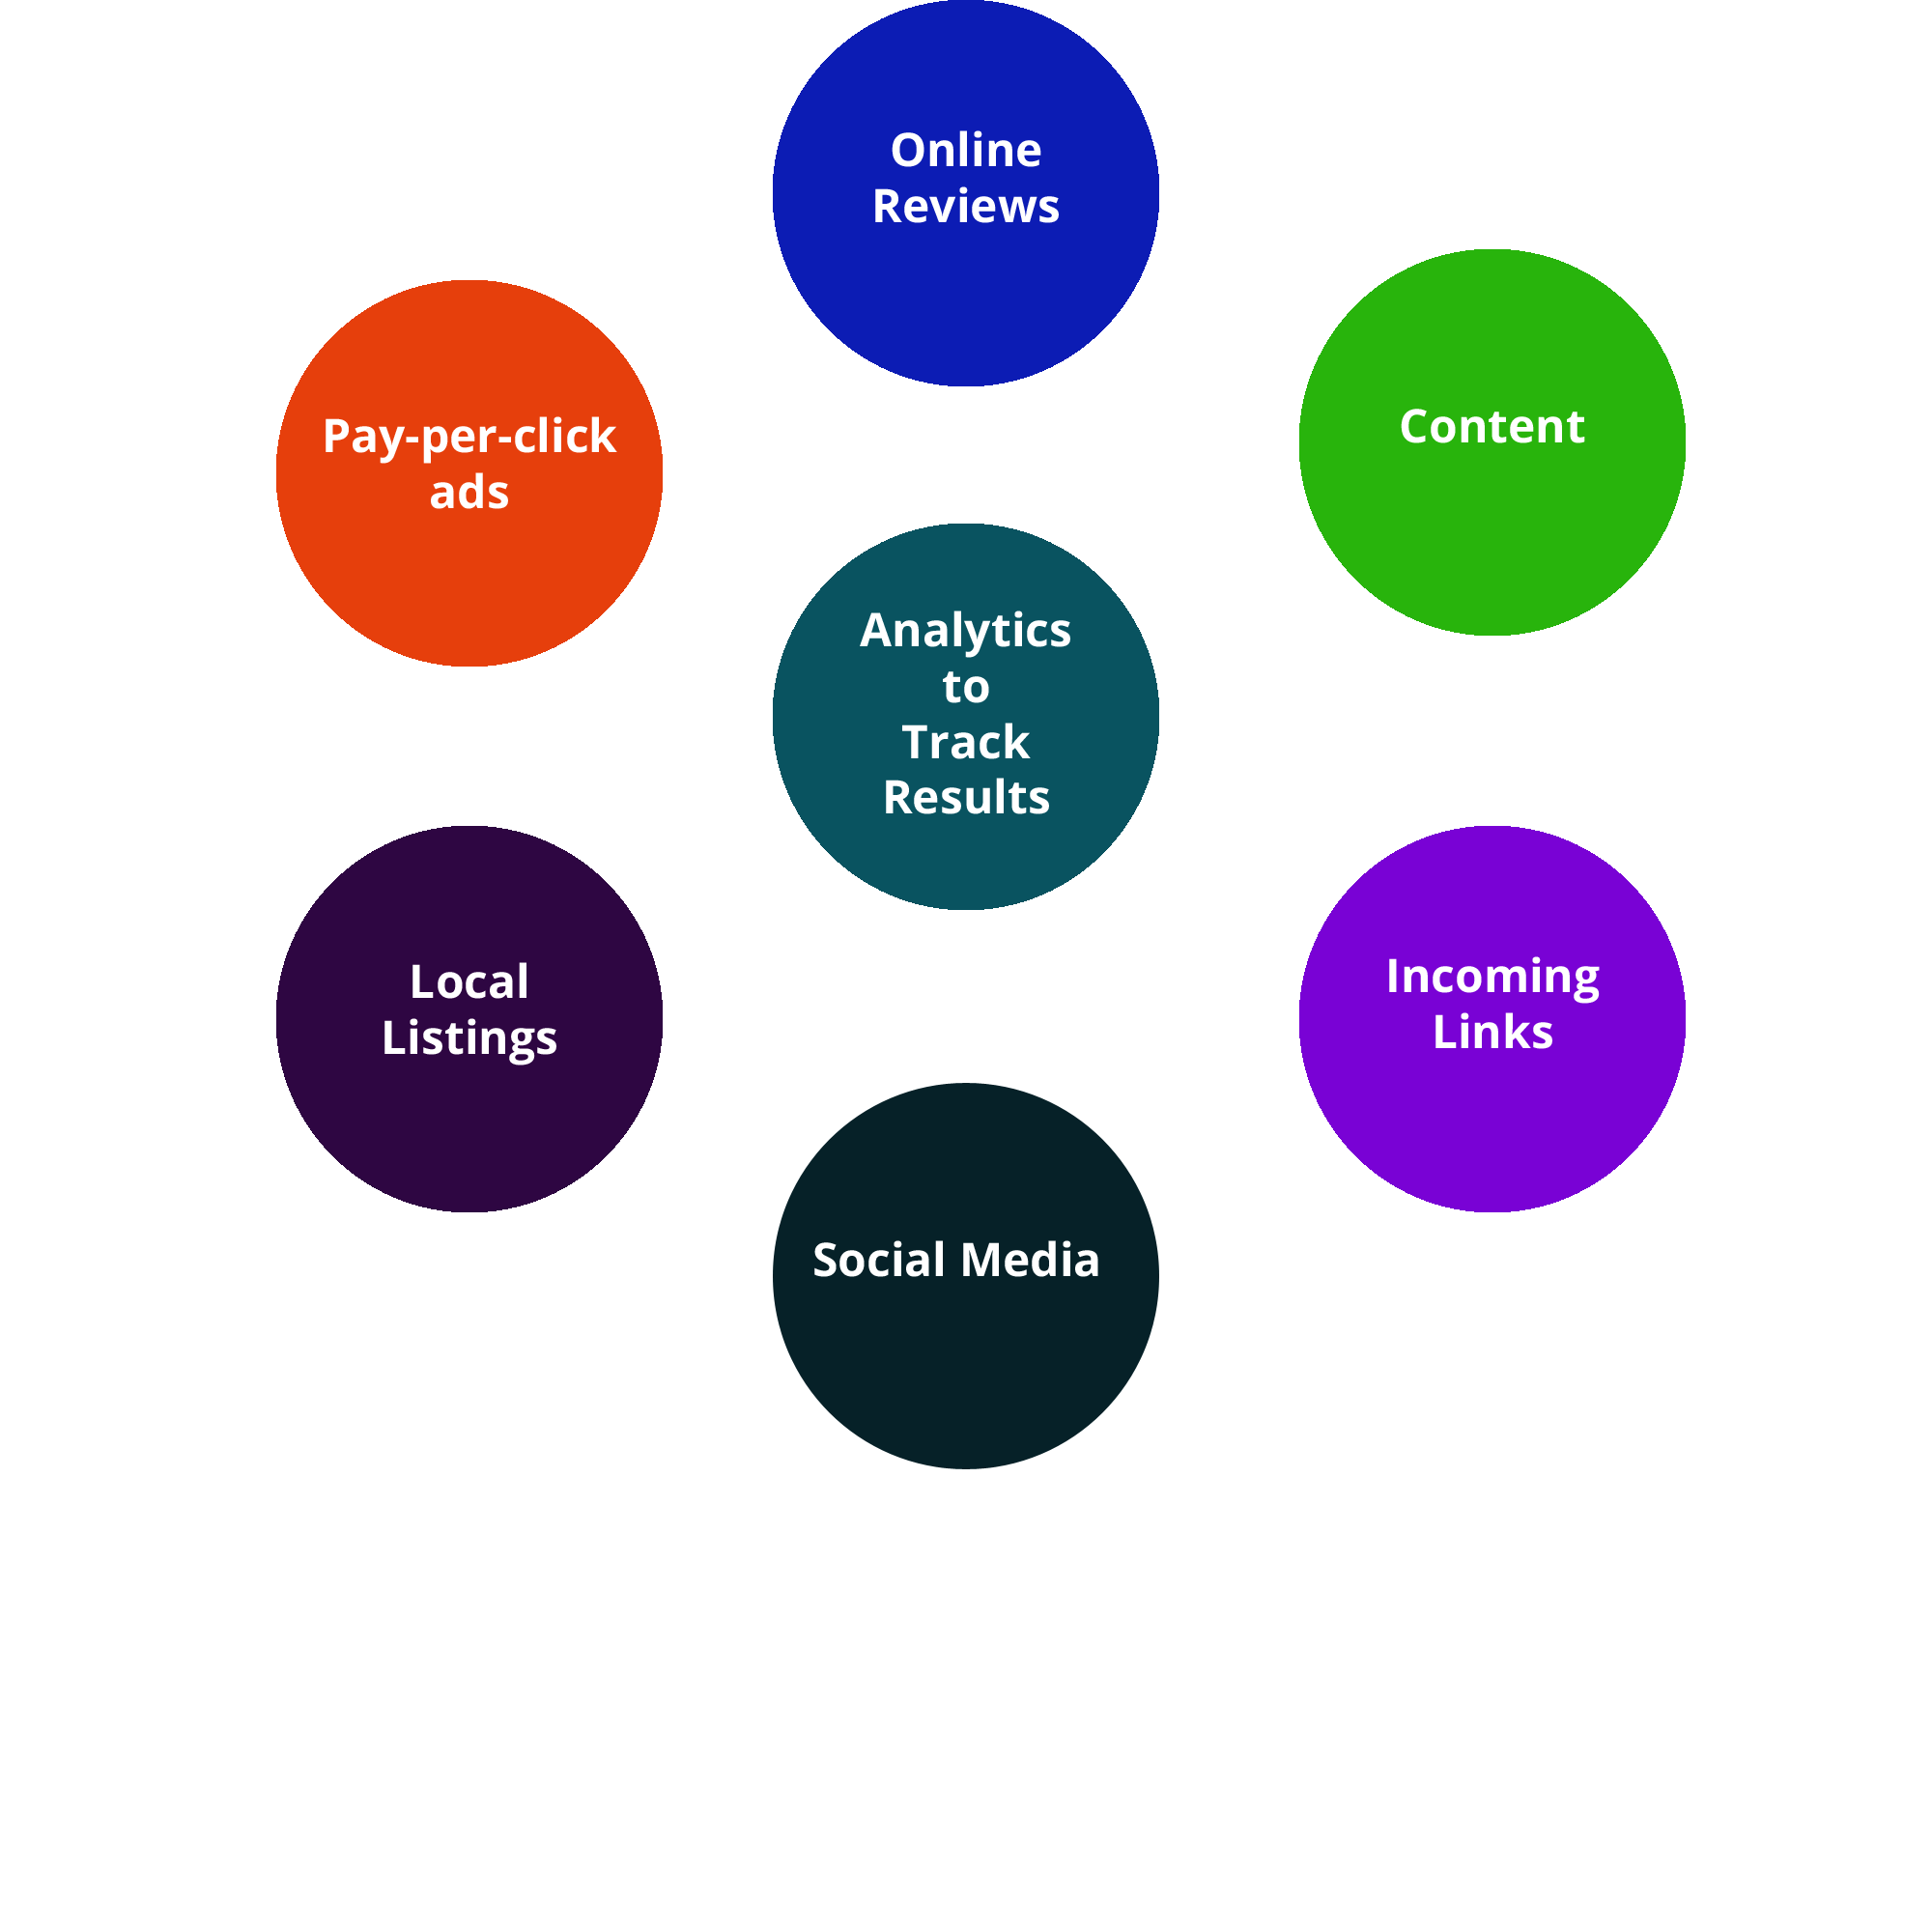 Online
Reviews
Content
Pay-per-click
ads
Analytics
to
Track
Results
Local
Listings
Incoming
Links
Social Media